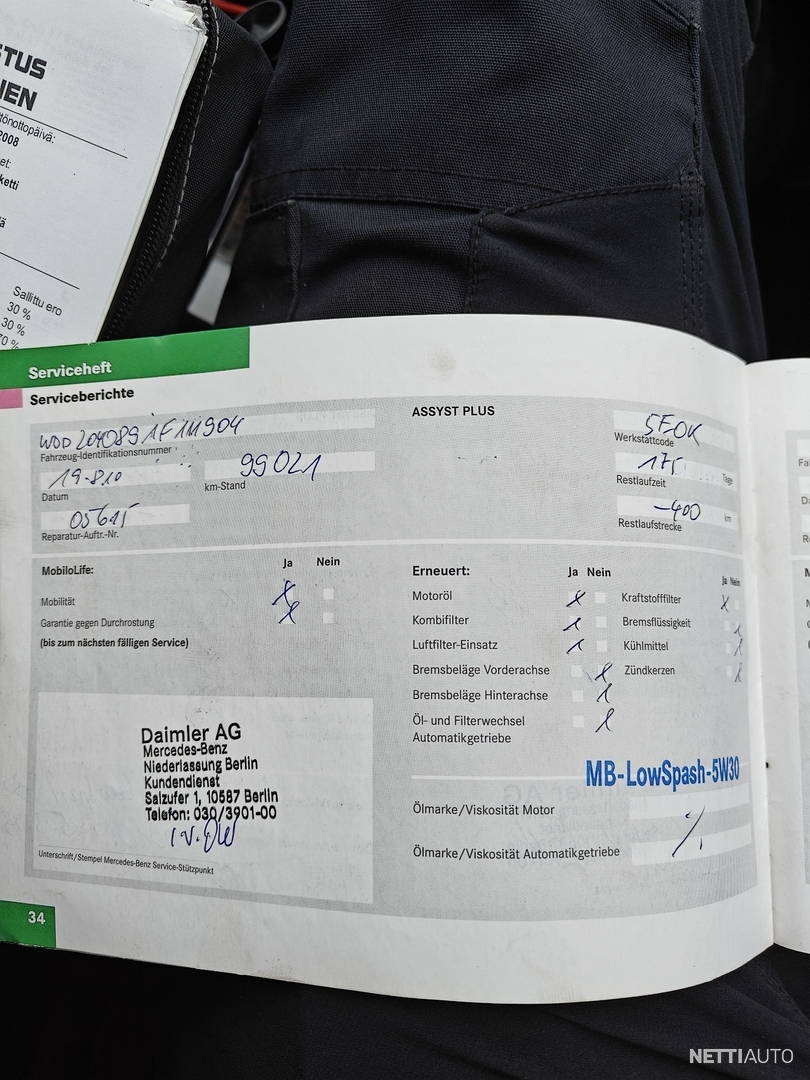 TUS
IEN
ttönottopäivä:
2008
et:
ketti
ä
Sallittu ero
30 %
30 %
70 %
Serviceheft
Serviceberichte
WDD2040891F111904
Fahrzeug-Identifikationsnummer
19.8.10
Datum
99021
km-Stand
05615
Reparatur-Auftr.-Nr.
ASSYST PLUS
Werkstattcode
175
Tage
Restlaufzeit
-400
km
Restlaufstrecke
MobiloLife:
Ja Nein
Mobilität X
Garantie gegen Durchrostung X
(bis zum nächsten fälligen Service)
Daimler AG
Mercedes-Benz
Niederlassung Berlin
Kundendienst
Salzufer 1, 10587 Berlin
Telefon: 030/3901-00
Unterschrift/Stempel Mercedes-Benz Service-Stützpunkt
Erneuert:
Ja Nein
Motoröl X
Kombifilter
Luftfilter-Einsatz
Bremsbeläge Vorderachse
Bremsbeläge Hinterachse
Öl- und Filterwechsel
Automatikgetriebe
Ja Nein
Kraftstofffilter X
Bremsflüssigkeit
Kühlmittel
Zündkerzen
MB-LowSpash-5W30
Ölmarke/Viskosität Motor
Ölmarke/Viskosität Automatikgetriebe
34
NETTIAUTO